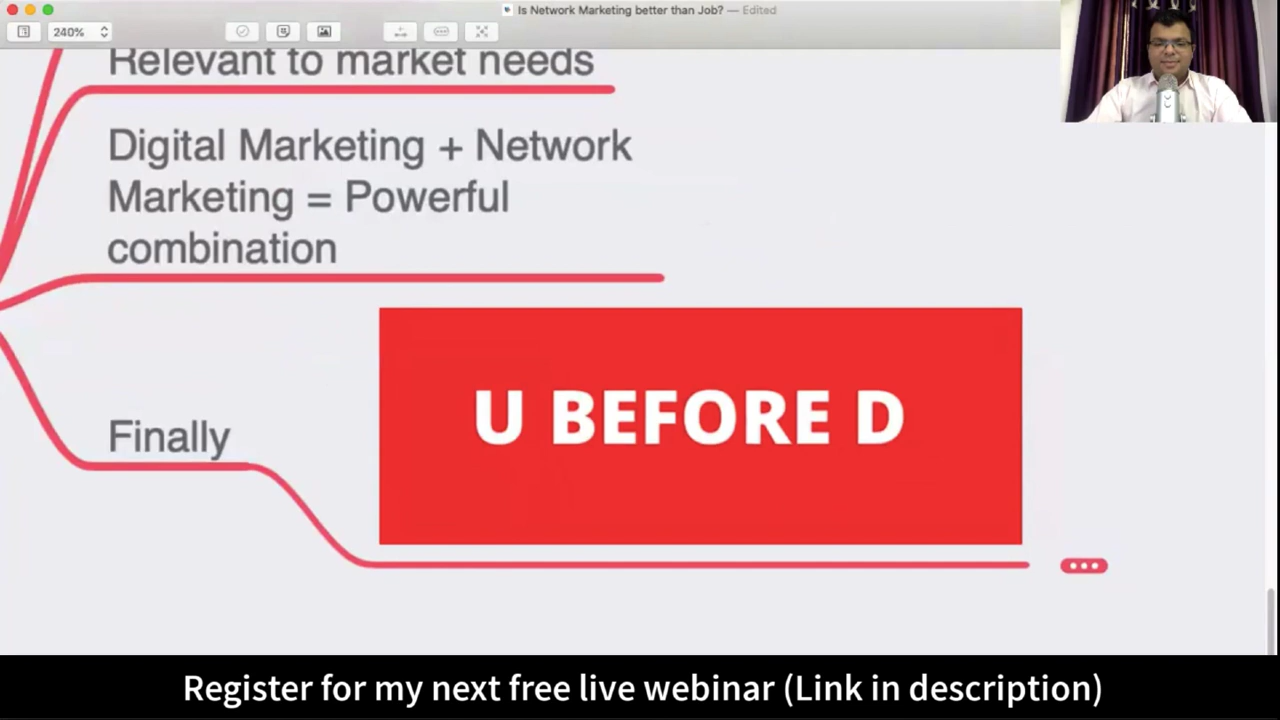 Is Network Marketing better than Job? — Edited
240%
Relevant to market needs
Digital Marketing + Network
Marketing = Powerful
combination
U BEFORE D
Finally
Register for my next free live webinar (Link in description)